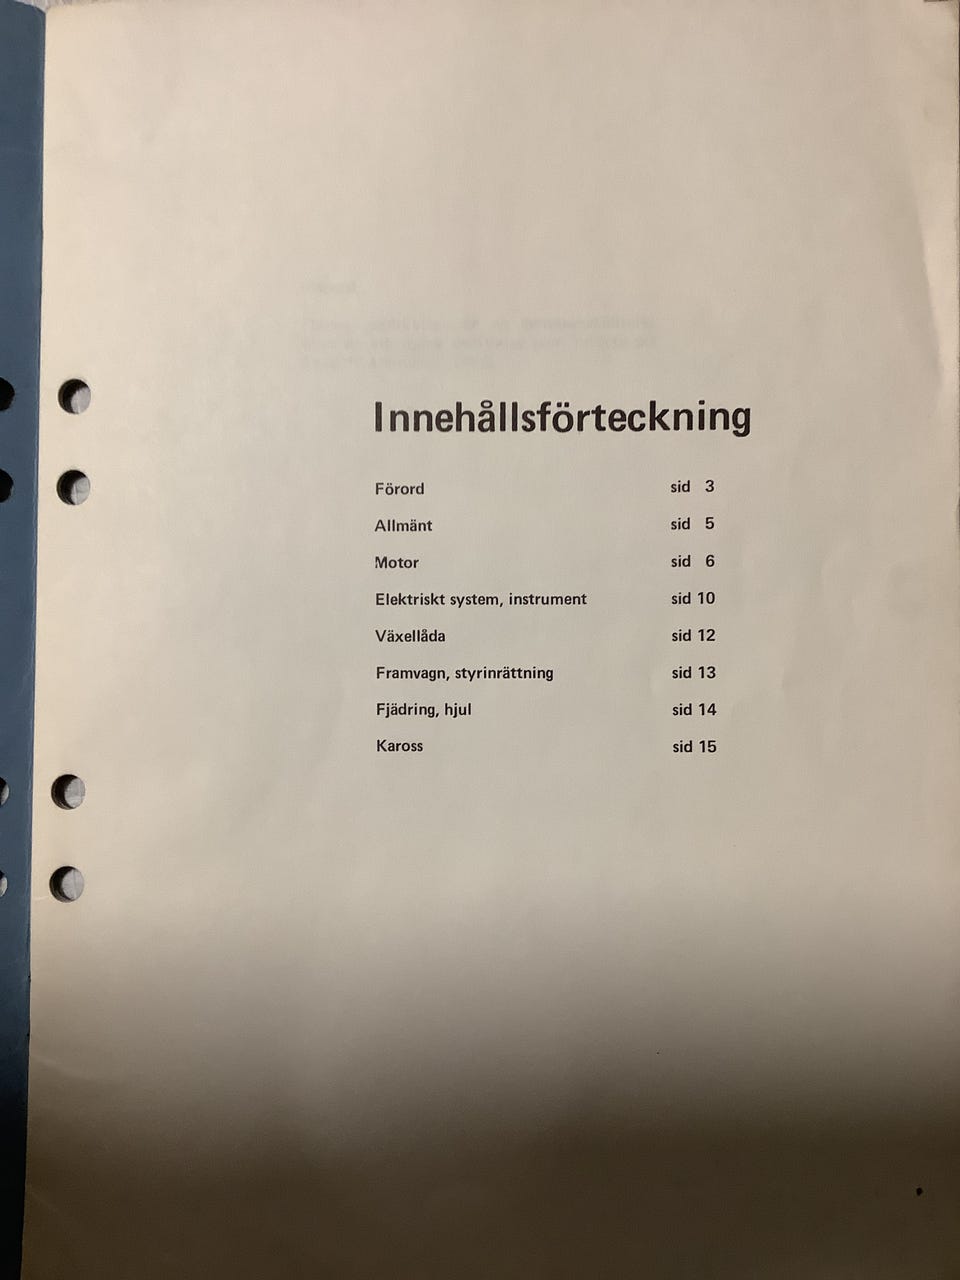 Innehållsförteckning
Förord sid 3
Allmänt sid 5
Motor sid 6
Elektriskt system, instrument sid 10
Växellåda sid 12
Framvagn, styrinrättning sid 13
Fjädring, hjul sid 14
Kaross sid 15